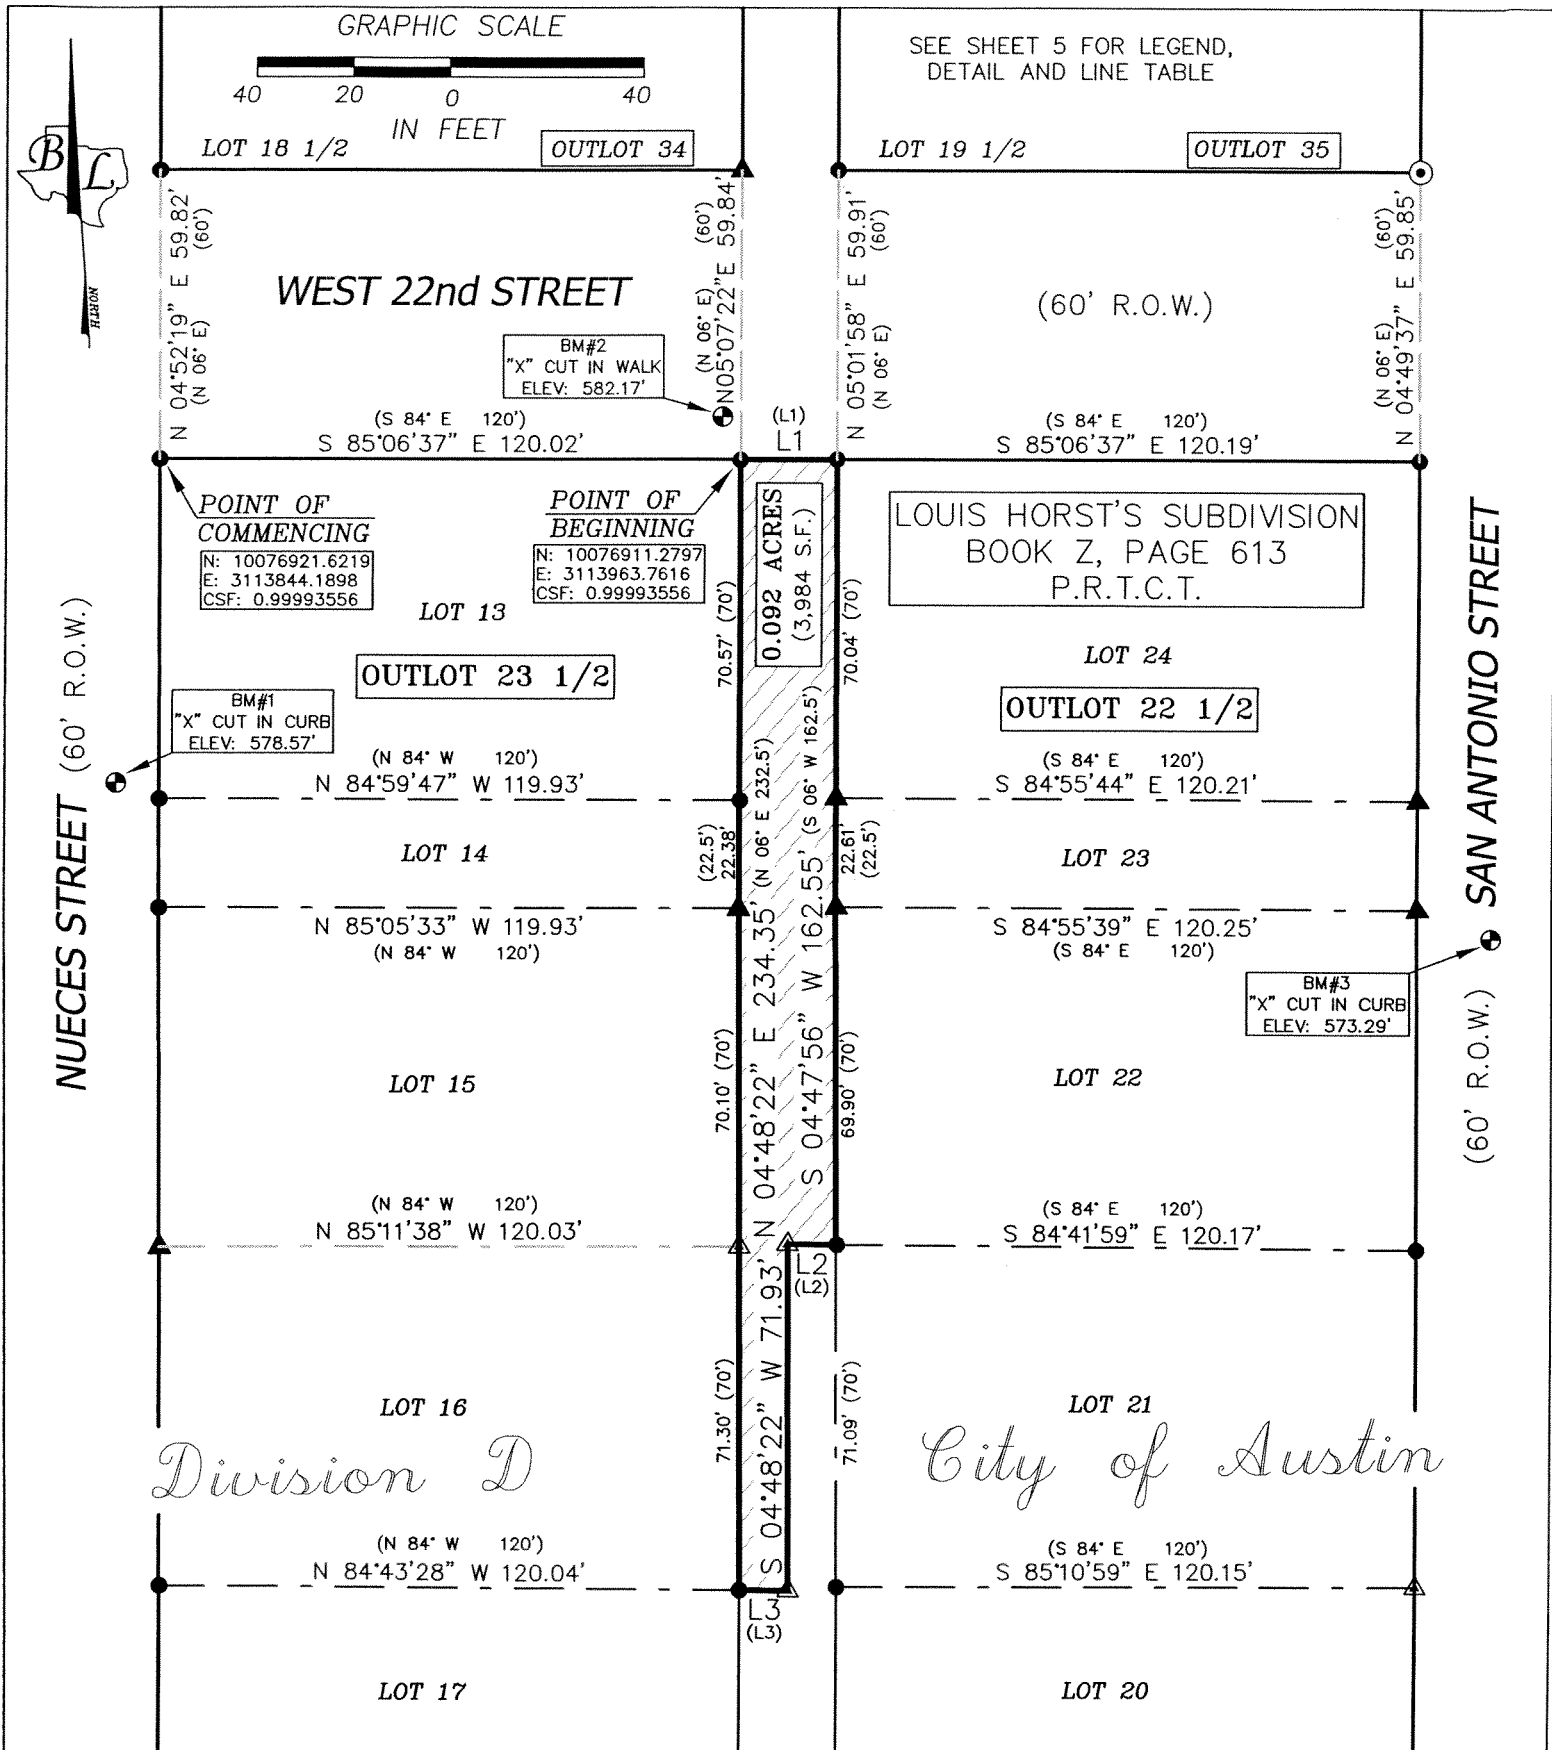 GRAPHIC SCALE
40 20 0 40
IN FEET
SEE SHEET 5 FOR LEGEND,
DETAIL AND LINE TABLE
B L
NORTH
LOT 18 1/2
OUTLOT 34
LOT 19 1/2
OUTLOT 35
N 04°52'19" E 59.82'
(60')
(N 06° E)
WEST 22nd STREET
(60')
N05°07'22"E 59.84'
(N 06° E)
N 05°01'58" E 59.91'
(60')
(N 06° E)
(60' R.O.W.)
(60')
N 04°49'37" E 59.85'
(N 06° E)
BM#2
"X" CUT IN WALK
ELEV: 582.17'
(S 84° E 120')
S 85°06'37" E 120.02'
(L1)
L1
(S 84° E 120')
S 85°06'37" E 120.19'
POINT OF
COMMENCING
N: 10076921.6219
E: 3113844.1898
CSF: 0.99993556
POINT OF
BEGINNING
N: 10076911.2797
E: 3113963.7616
CSF: 0.99993556
0.092 ACRES
(3,984 S.F.)
LOUIS HORST'S SUBDIVISION
BOOK Z, PAGE 613
P.R.T.C.T.
LOT 13
OUTLOT 23 1/2
70.57' (70')
70.04' (70')
LOT 24
OUTLOT 22 1/2
BM#1
"X" CUT IN CURB
ELEV: 578.57'
NUECES STREET (60' R.O.W.)
SAN ANTONIO STREET
(60' R.O.W.)
(N 84° W 120')
N 84°59'47" W 119.93'
(S 84° E 120')
S 84°55'44" E 120.21'
LOT 14
(22.5')
22.38'
22.61'
(22.5')
LOT 23
N 04°48'22" E 234.35' (N 06° E 232.5')
S 04°47'56" W 162.55' (S 06° W 162.5')
N 85°05'33" W 119.93'
(N 84° W 120')
S 84°55'39" E 120.25'
(S 84° E 120')
BM#3
"X" CUT IN CURB
ELEV: 573.29'
LOT 15
70.10' (70')
69.90' (70')
LOT 22
(N 84° W 120')
N 85°11'38" W 120.03'
(S 84° E 120')
S 84°41'59" E 120.17'
L2
(L2)
LOT 16
71.30' (70')
S 04°48'22" W 71.93'
71.09' (70')
LOT 21
Division D
City of Austin
(N 84° W 120')
N 84°43'28" W 120.04'
(S 84° E 120')
S 85°10'59" E 120.15'
L3
(L3)
LOT 17
LOT 20